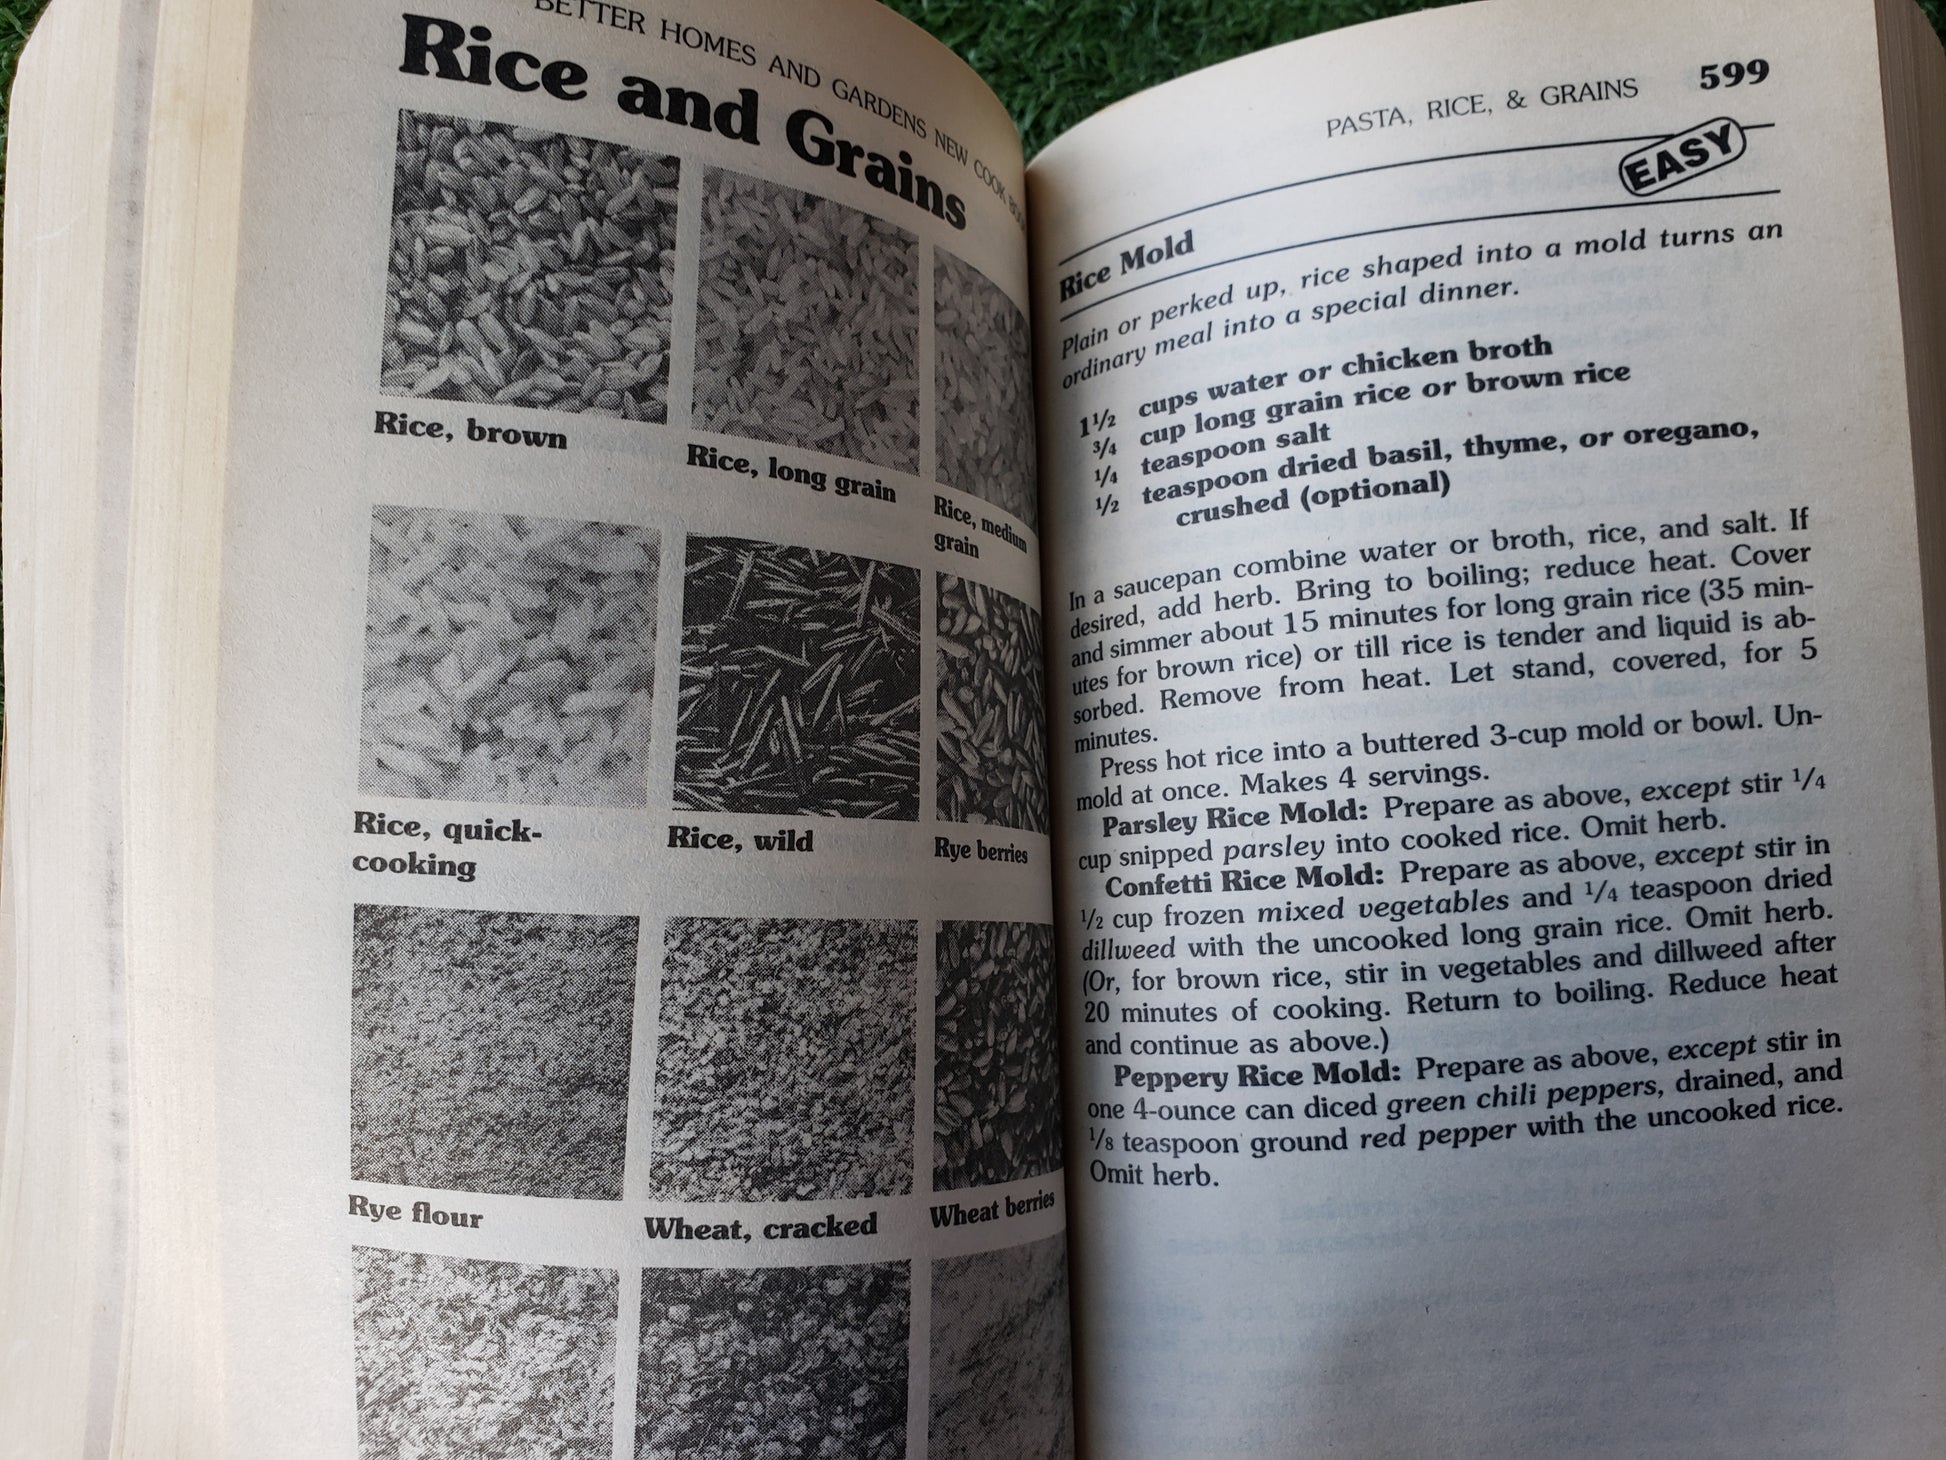 BETTER HOMES AND GARDENS NEW COOK
Rice and Grains
Rice, brown
Rice, long grain
Rice, medium
grain
Rice, quick-
cooking
Rice, wild
Rye berries
Rye flour
Wheat, cracked
Wheat berries
PASTA, RICE, & GRAINS 599
EASY
Rice Mold
Plain or perked up, rice shaped into a mold turns an
ordinary meal into a special dinner.
1½ cups water or chicken broth
¾ cup long grain rice or brown rice
¼ teaspoon salt
½ teaspoon dried basil, thyme, or oregano,
crushed (optional)
In a saucepan combine water or broth, rice, and salt. If
desired, add herb. Bring to boiling; reduce heat. Cover
and simmer about 15 minutes for long grain rice (35 min-
utes for brown rice) or till rice is tender and liquid is ab-
sorbed. Remove from heat. Let stand, covered, for 5
minutes.
Press hot rice into a buttered 3-cup mold or bowl. Un-
mold at once. Makes 4 servings.
Parsley Rice Mold: Prepare as above, except stir ¼
cup snipped parsley into cooked rice. Omit herb.
Confetti Rice Mold: Prepare as above, except stir in
½ cup frozen mixed vegetables and ¼ teaspoon dried
dillweed with the uncooked long grain rice. Omit herb.
(Or, for brown rice, stir in vegetables and dillweed after
20 minutes of cooking. Return to boiling. Reduce heat
and continue as above.)
Peppery Rice Mold: Prepare as above, except stir in
one 4-ounce can diced green chili peppers, drained, and
⅛ teaspoon ground red pepper with the uncooked rice.
Omit herb.